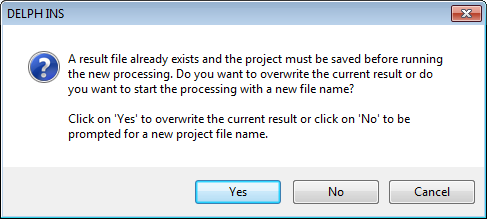 DELPH INS
A result file already exists and the project must be saved before running
the new processing. Do you want to overwrite the current result or do
you want to start the processing with a new file name?
Click on 'Yes' to overwrite the current result or click on 'No' to be
prompted for a new project file name.
Yes
No
Cancel